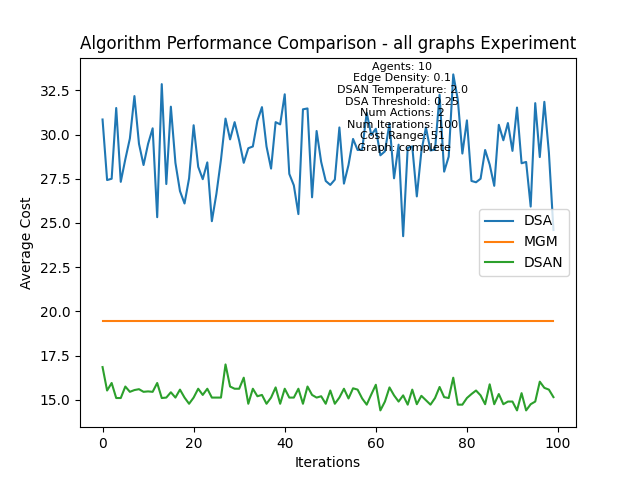 Algorithm Performance Comparison - all graphs Experiment
Agents: 10
Edge Density: 0.1
DSAN Temperature: 2.0
DSA Threshold: 0.25
Num Actions: 2
Num Iterations: 100
Cost Range: 51
Graph: complete
Average Cost
32.5
30.0
27.5
25.0
22.5
20.0
17.5
15.0
DSA
MGM
DSAN
0
20
40
60
80
100
Iterations